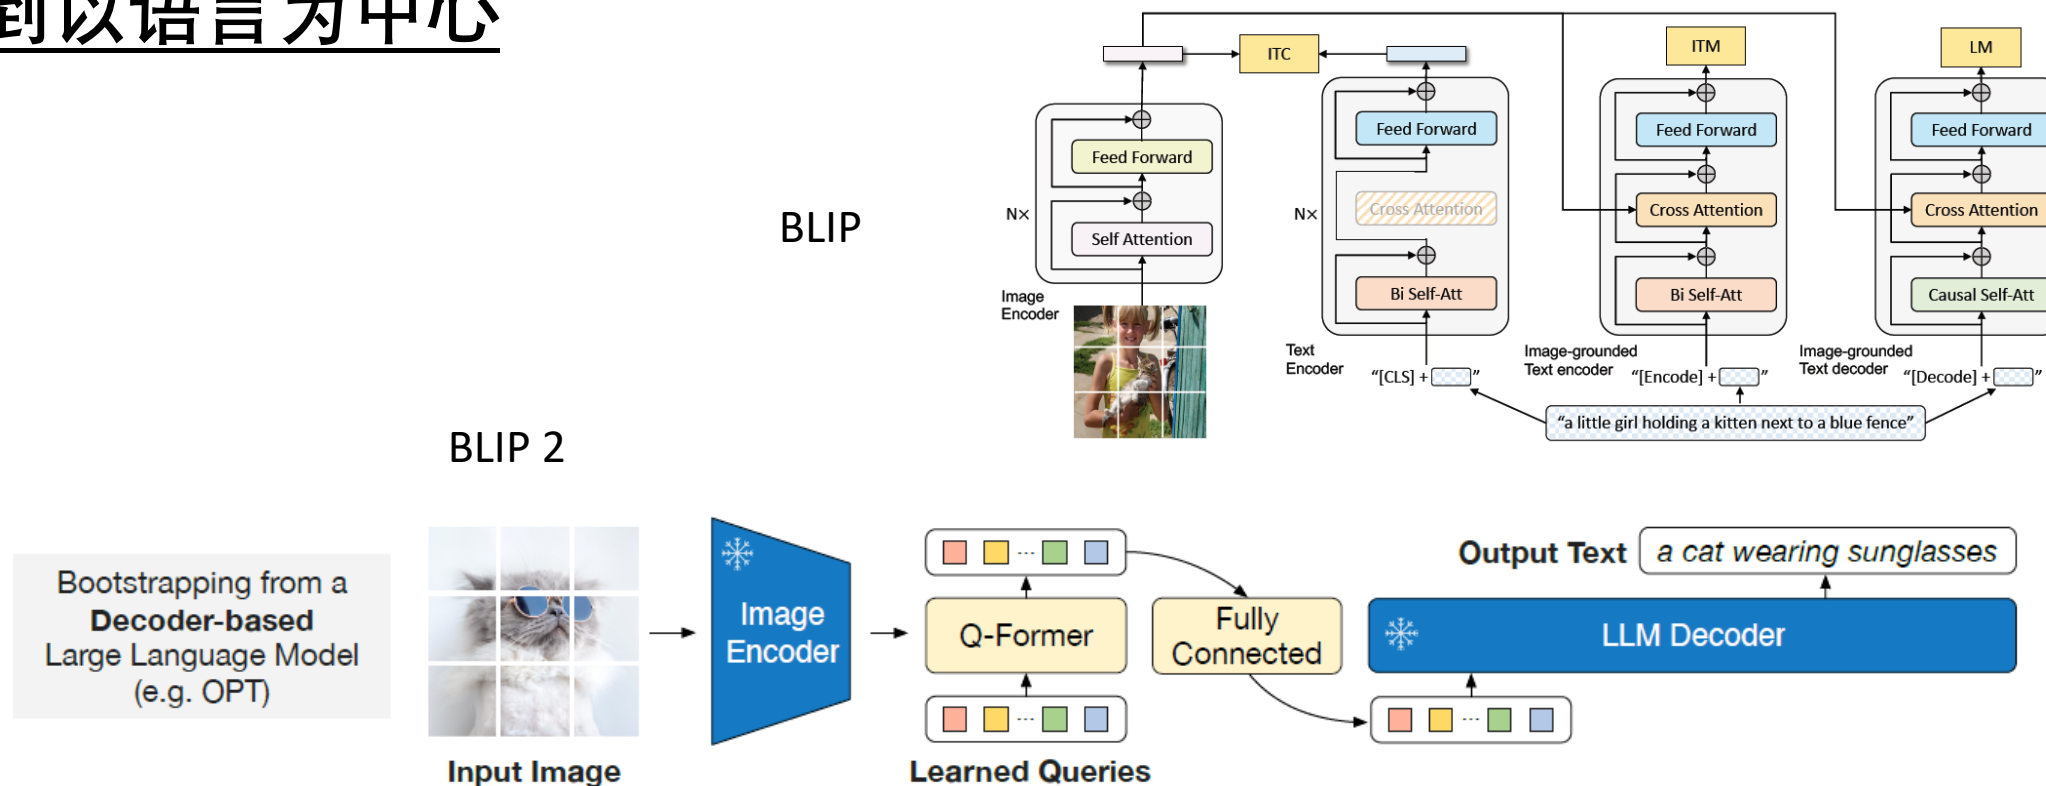 到以语言为中心
ITC
ITM
LM
Feed Forward
Feed Forward
Feed Forward
Feed Forward
Cross Attention
Cross Attention
Cross Attention
N×
N×
BLIP
Self Attention
Bi Self-Att
Bi Self-Att
Causal Self-Att
Image
Encoder
Text
Encoder
Image-grounded
Text encoder
Image-grounded
Text decoder
“[CLS] + ”
“[Encode] + ”
“[Decode] + ”
“a little girl holding a kitten next to a blue fence”
BLIP 2
Bootstrapping from a
Decoder-based
Large Language Model
(e.g. OPT)
Input Image
Image
Encoder
...
Q-Former
...
Learned Queries
Fully
Connected
Output Text
a cat wearing sunglasses
LLM Decoder
...